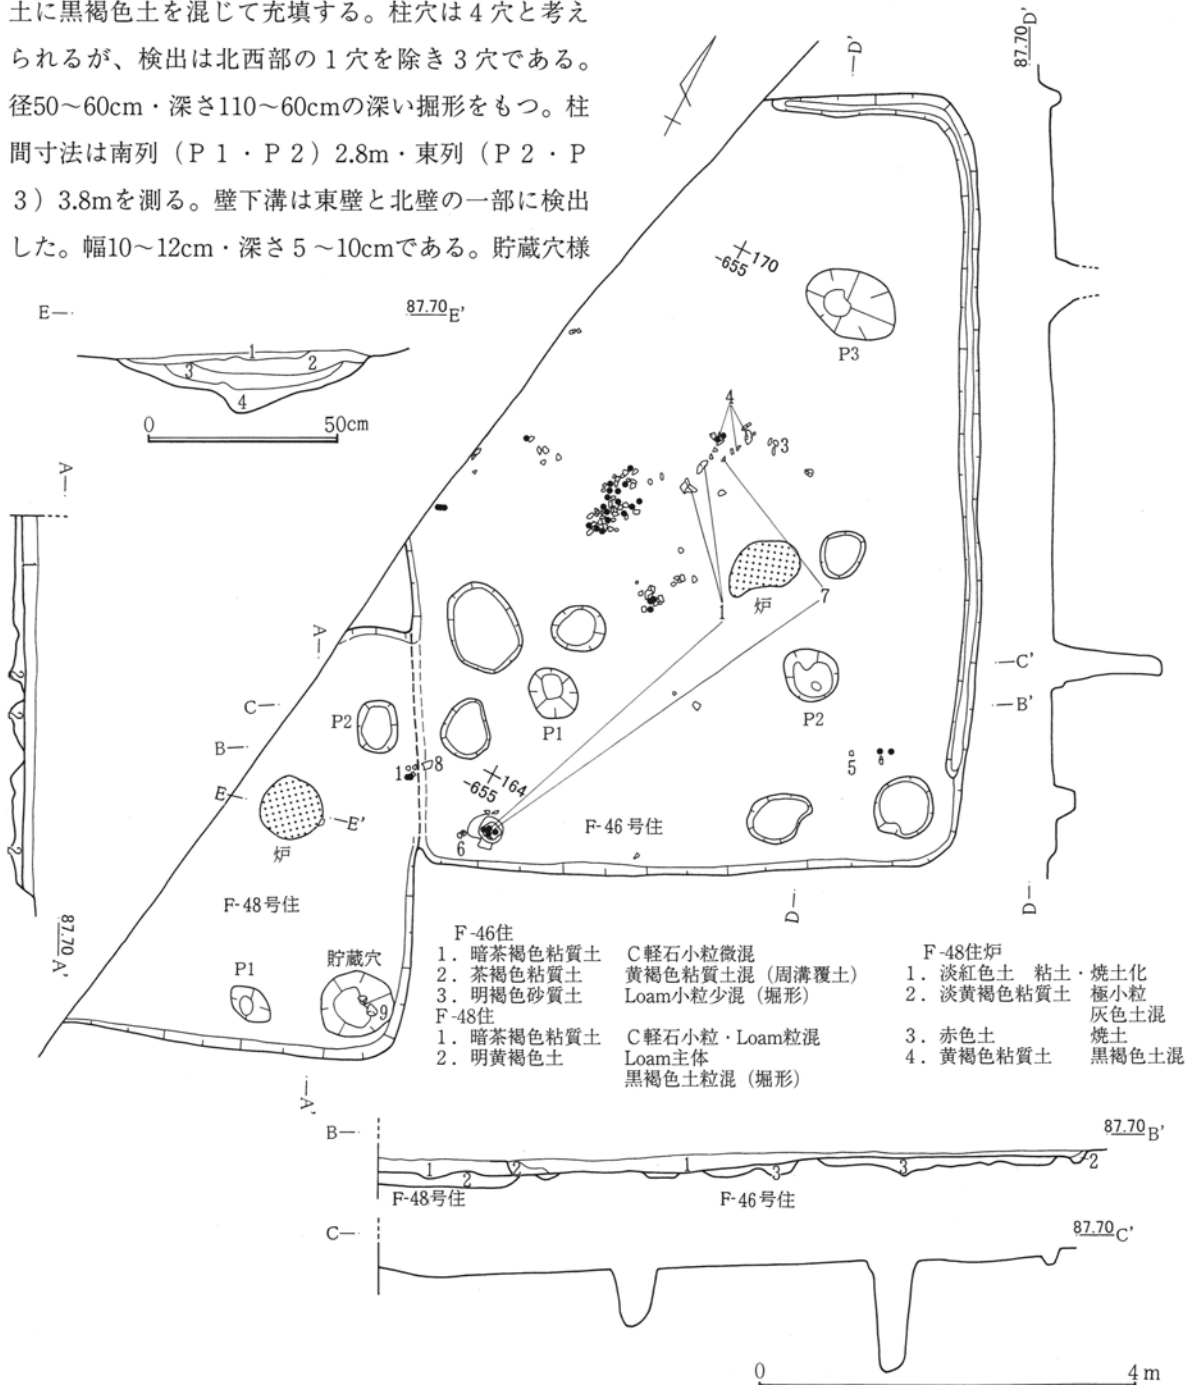 土に黒褐色土を混じて充填する。柱穴は4穴と考え
られるが、検出は北西部の1穴を除き3穴である。
径50～60cm・深さ110～60cmの深い掘形をもつ。柱
間寸法は南列（P1・P2）2.8m・東列（P2・P
3）3.8mを測る。壁下溝は東壁と北壁の一部に検出
した。幅10～12cm・深さ5～10cmである。貯蔵穴様
D'
87.70 D'
+170
-655
P3
E
87.70 E'
1
2
3
4
0 50cm
4
3
A
1
炉
7
A
C
C'
B'
P2
P1
P2
B
1
8
+164
-655
5
E
E'
6
F-46号住
炉
F-48号住
D
D
87.70 A'
貯蔵穴
P1
9
A'
2
2
2
F-46住
1. 暗茶褐色粘質土 C軽石小粒微混
2. 茶褐色粘質土 黄褐色粘質土混（周溝覆土）
3. 明褐色砂質土 Loam小粒少混（堀形）
F-48住
1. 暗茶褐色粘質土 C軽石小粒・Loam粒混
2. 明黄褐色土 Loam主体
黒褐色土粒混（堀形）
F-48住炉
1. 淡紅色土 粘土・焼土化
2. 淡黄褐色粘質土 極小粒
灰色土混
3. 赤色土 焼土
4. 黄褐色粘質土 黒褐色土混
B
87.70 B'
1
2
2
1
3
3
2
F-48号住
F-46号住
C
87.70 C'
0 4m